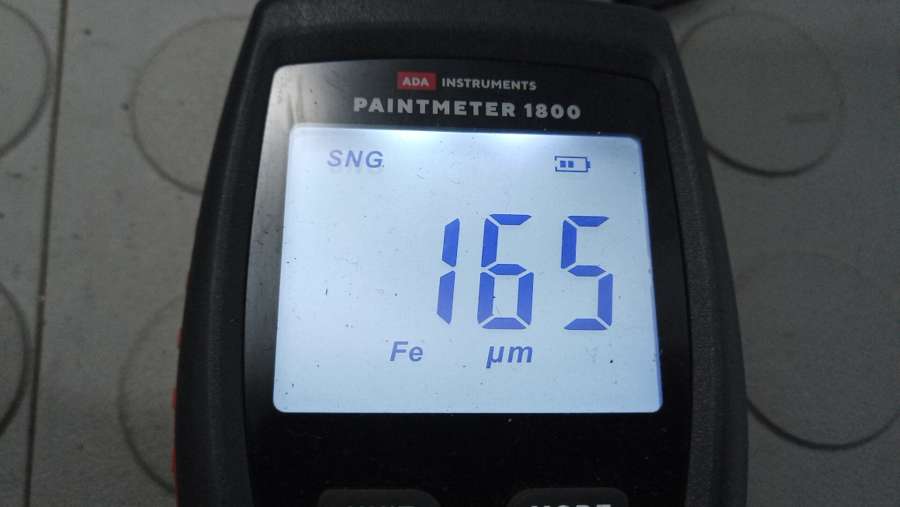 ADA INSTRUMENTS
PAINTMETER 1800
SNG
165
Fe µm